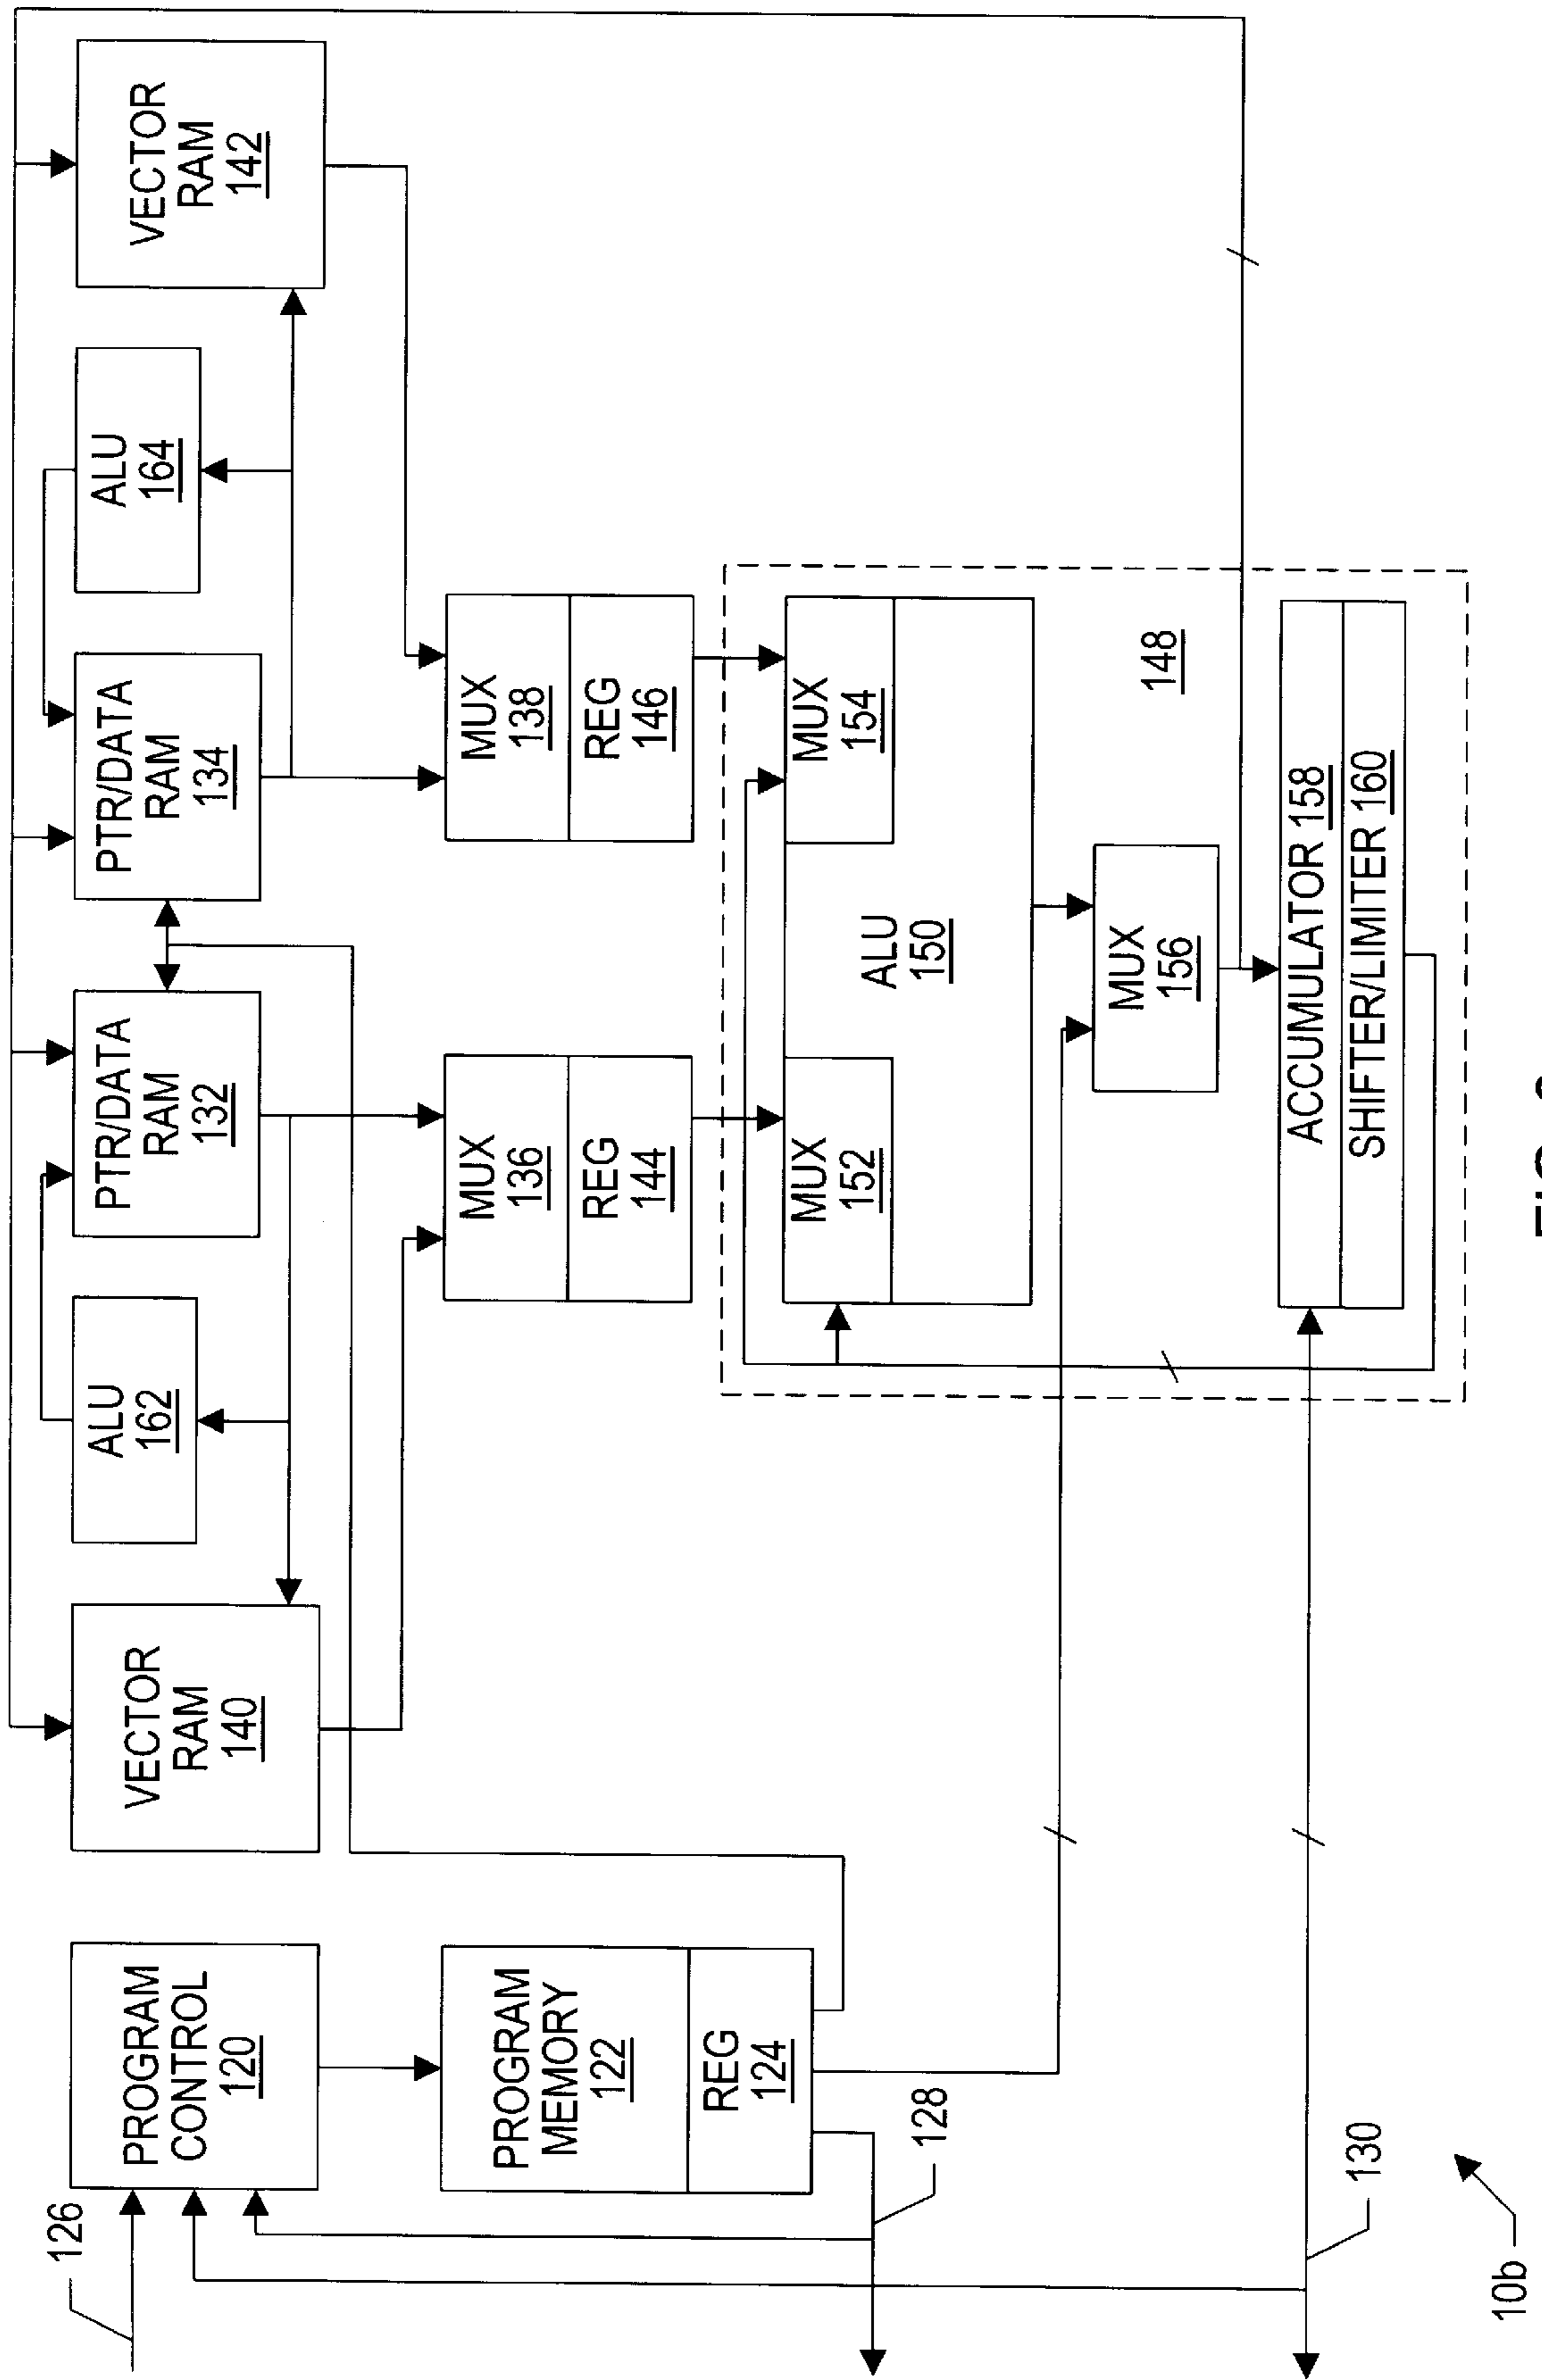 126
PROGRAM
CONTROL
120
VECTOR
RAM
140
ALU
162
PTR/DATA
RAM
132
PTR/DATA
RAM
134
ALU
164
VECTOR
RAM
142
PROGRAM
MEMORY
122
REG
124
MUX
136
REG
144
MUX
138
REG
146
128
MUX
152
MUX
154
ALU
150
148
MUX
156
130
ACCUMULATOR 158
SHIFTER/LIMITER 160
10b
FIG.